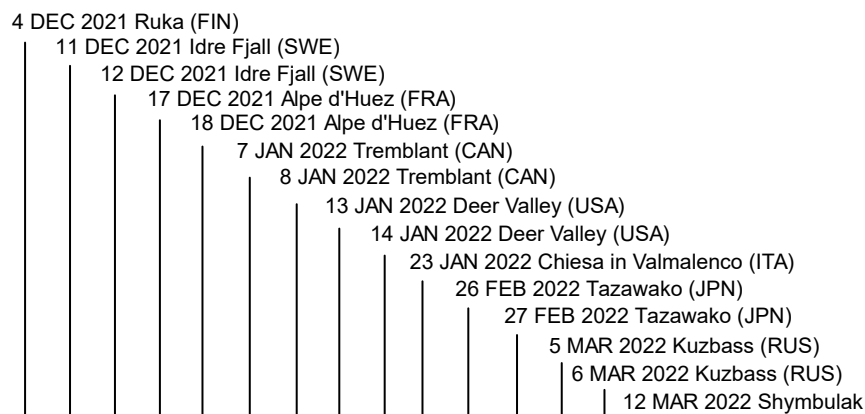 4 DEC 2021 Ruka (FIN)
11 DEC 2021 Idre Fjall (SWE)
12 DEC 2021 Idre Fjall (SWE)
17 DEC 2021 Alpe d'Huez (FRA)
18 DEC 2021 Alpe d'Huez (FRA)
7 JAN 2022 Tremblant (CAN)
8 JAN 2022 Tremblant (CAN)
13 JAN 2022 Deer Valley (USA)
14 JAN 2022 Deer Valley (USA)
23 JAN 2022 Chiesa in Valmalenco (ITA)
26 FEB 2022 Tazawako (JPN)
27 FEB 2022 Tazawako (JPN)
5 MAR 2022 Kuzbass (RUS)
6 MAR 2022 Kuzbass (RUS)
12 MAR 2022 Shymbulak